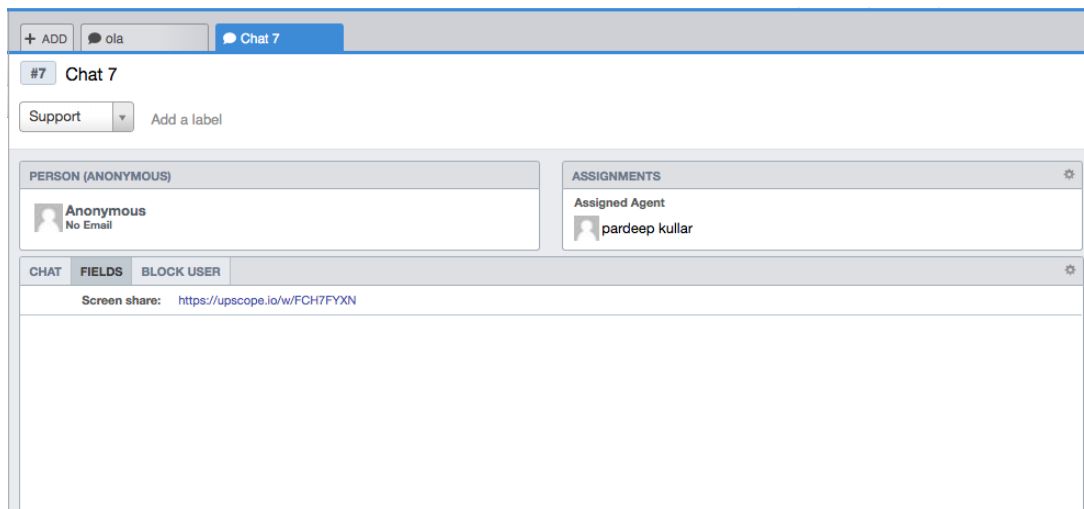 + ADD
ola
Chat 7
#7 Chat 7
Support
Add a label
PERSON (ANONYMOUS)
Anonymous
No Email
ASSIGNMENTS
Assigned Agent
pardeep kullar
CHAT FIELDS BLOCK USER
Screen share: https://upscope.io/w/FCH7FYXN